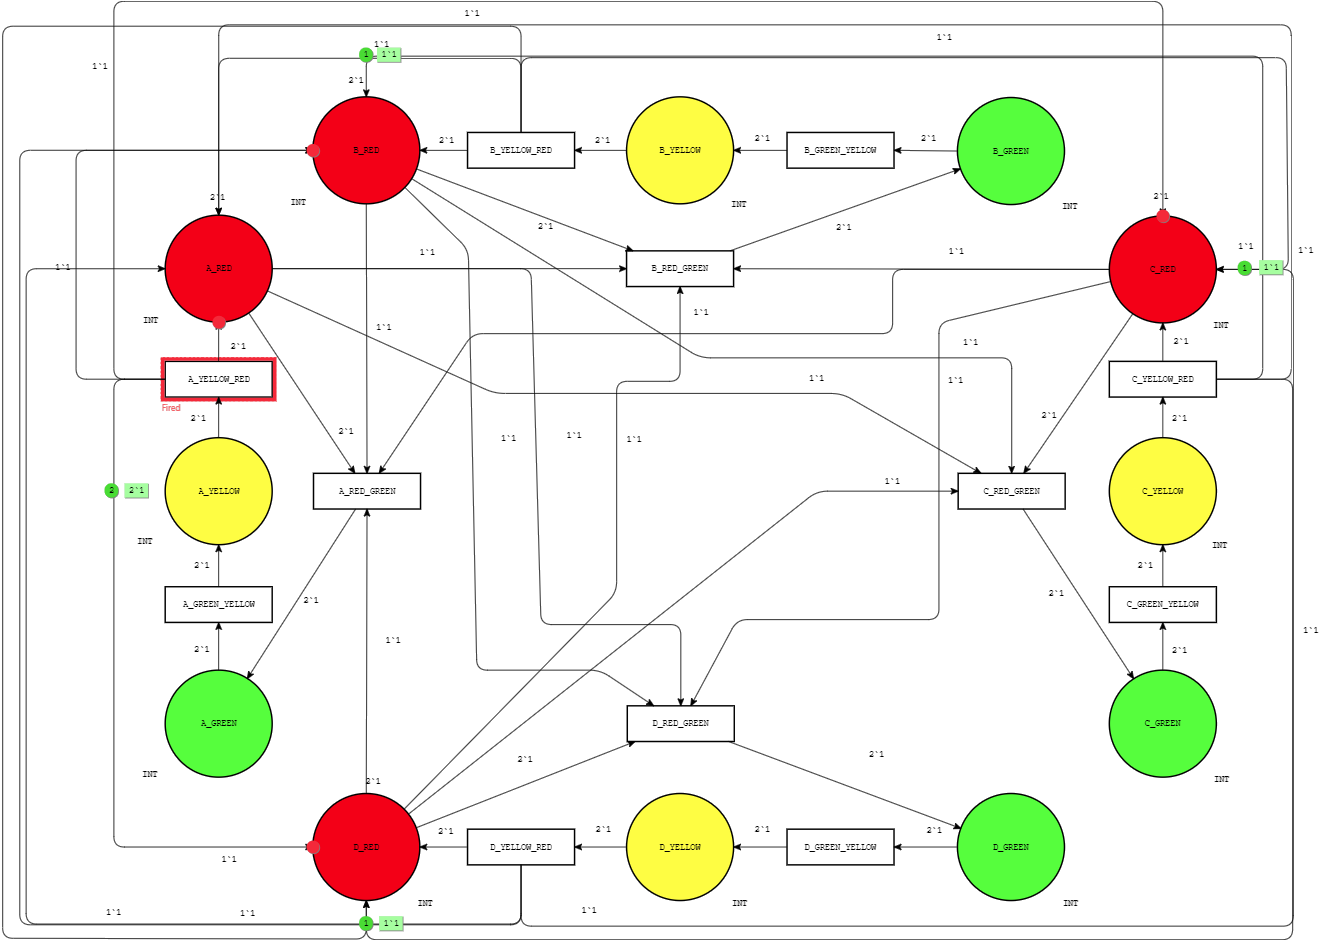 1`1
1`1
1`1
1 1`1
1`1
2`1
B_RED
2`1
B_YELLOW_RED
2`1
B_YELLOW
2`1
B_GREEN_YELLOW
2`1
B_GREEN
INT
INT
INT
2`1
2`1
2`1
2`1
1`1
1`1
1`1
1`1
1`1
A_RED
B_RED_GREEN
C_RED
1 1`1
INT
1`1
1`1
INT
2`1
1`1
2`1
A_YELLOW_RED
Fired
1`1
1`1
C_YELLOW_RED
2`1
2`1
2`1
1`1
1`1
1`1
2`1
2`1
2 2`1
A_YELLOW
A_RED_GREEN
1`1
C_RED_GREEN
C_YELLOW
INT
INT
2`1
2`1
A_GREEN_YELLOW
2`1
2`1
C_GREEN_YELLOW
2`1
1`1
2`1
1`1
A_GREEN
D_RED_GREEN
C_GREEN
INT
2`1
2`1
2`1
INT
D_RED
2`1
D_YELLOW_RED
2`1
D_YELLOW
2`1
D_GREEN_YELLOW
2`1
D_GREEN
1`1
INT
INT
INT
1`1
1`1
1 1`1
1`1